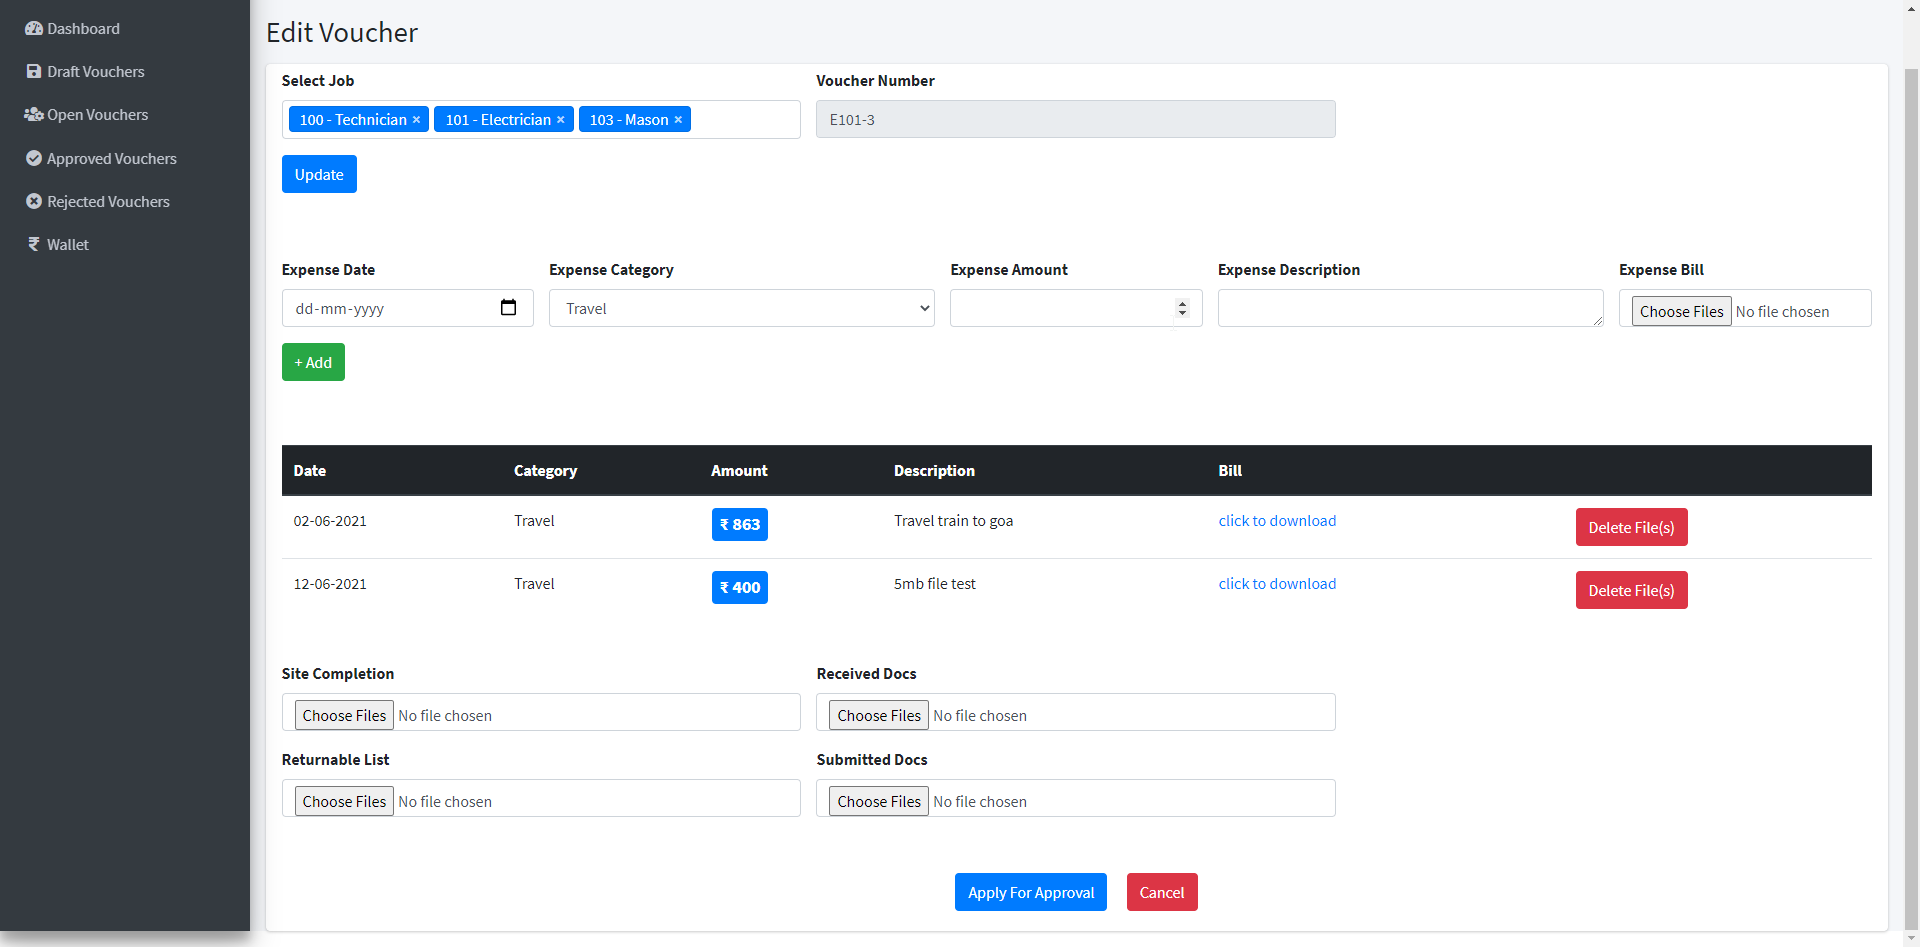 Dashboard
Draft Vouchers
Open Vouchers
Approved Vouchers
Rejected Vouchers
₹ Wallet
Edit Voucher
Select Job Voucher Number
100 - Technician × 101 - Electrician × 103 - Mason × E101-3
Update
Expense Date Expense Category Expense Amount Expense Description Expense Bill
dd-mm-yyyy Travel Choose Files No file chosen
+ Add
Date Category Amount Description Bill
02-06-2021 Travel ₹ 863 Travel train to goa click to download Delete File(s)
12-06-2021 Travel ₹ 400 5mb file test click to download Delete File(s)
Site Completion Received Docs
Choose Files No file chosen Choose Files No file chosen
Returnable List Submitted Docs
Choose Files No file chosen Choose Files No file chosen
Apply For Approval Cancel